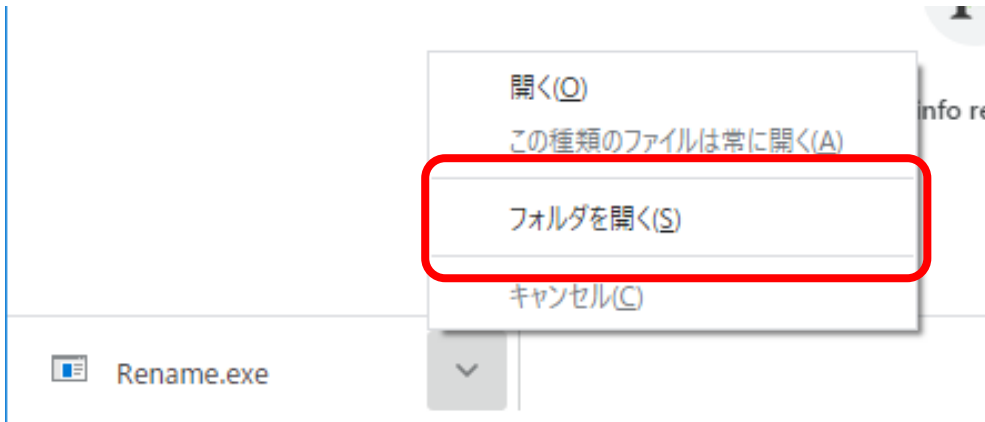 開く(O)
info re
この種類のファイルは常に開く(A)
フォルダを開く(S)
キャンセル(C)
Rename.exe